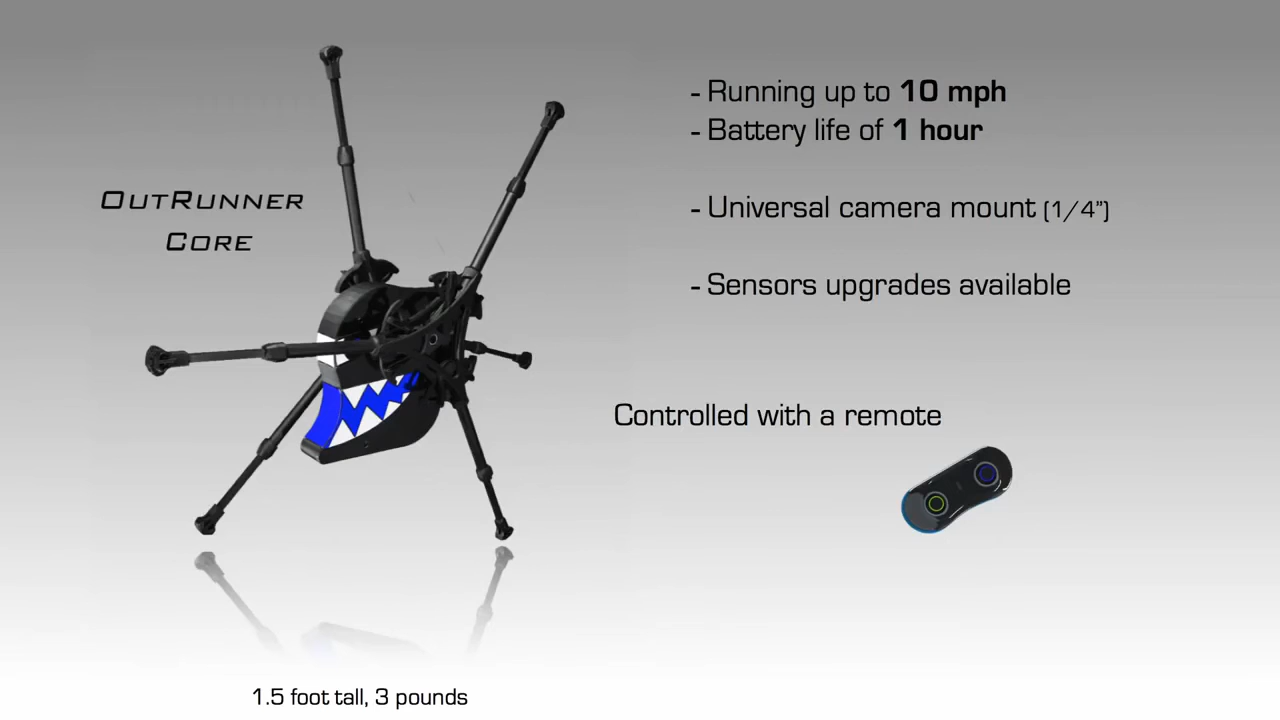 OutRunner
Core
- Running up to 10 mph
- Battery life of 1 hour
- Universal camera mount (1/4”)
- Sensors upgrades available
Controlled with a remote
1.5 foot tall, 3 pounds